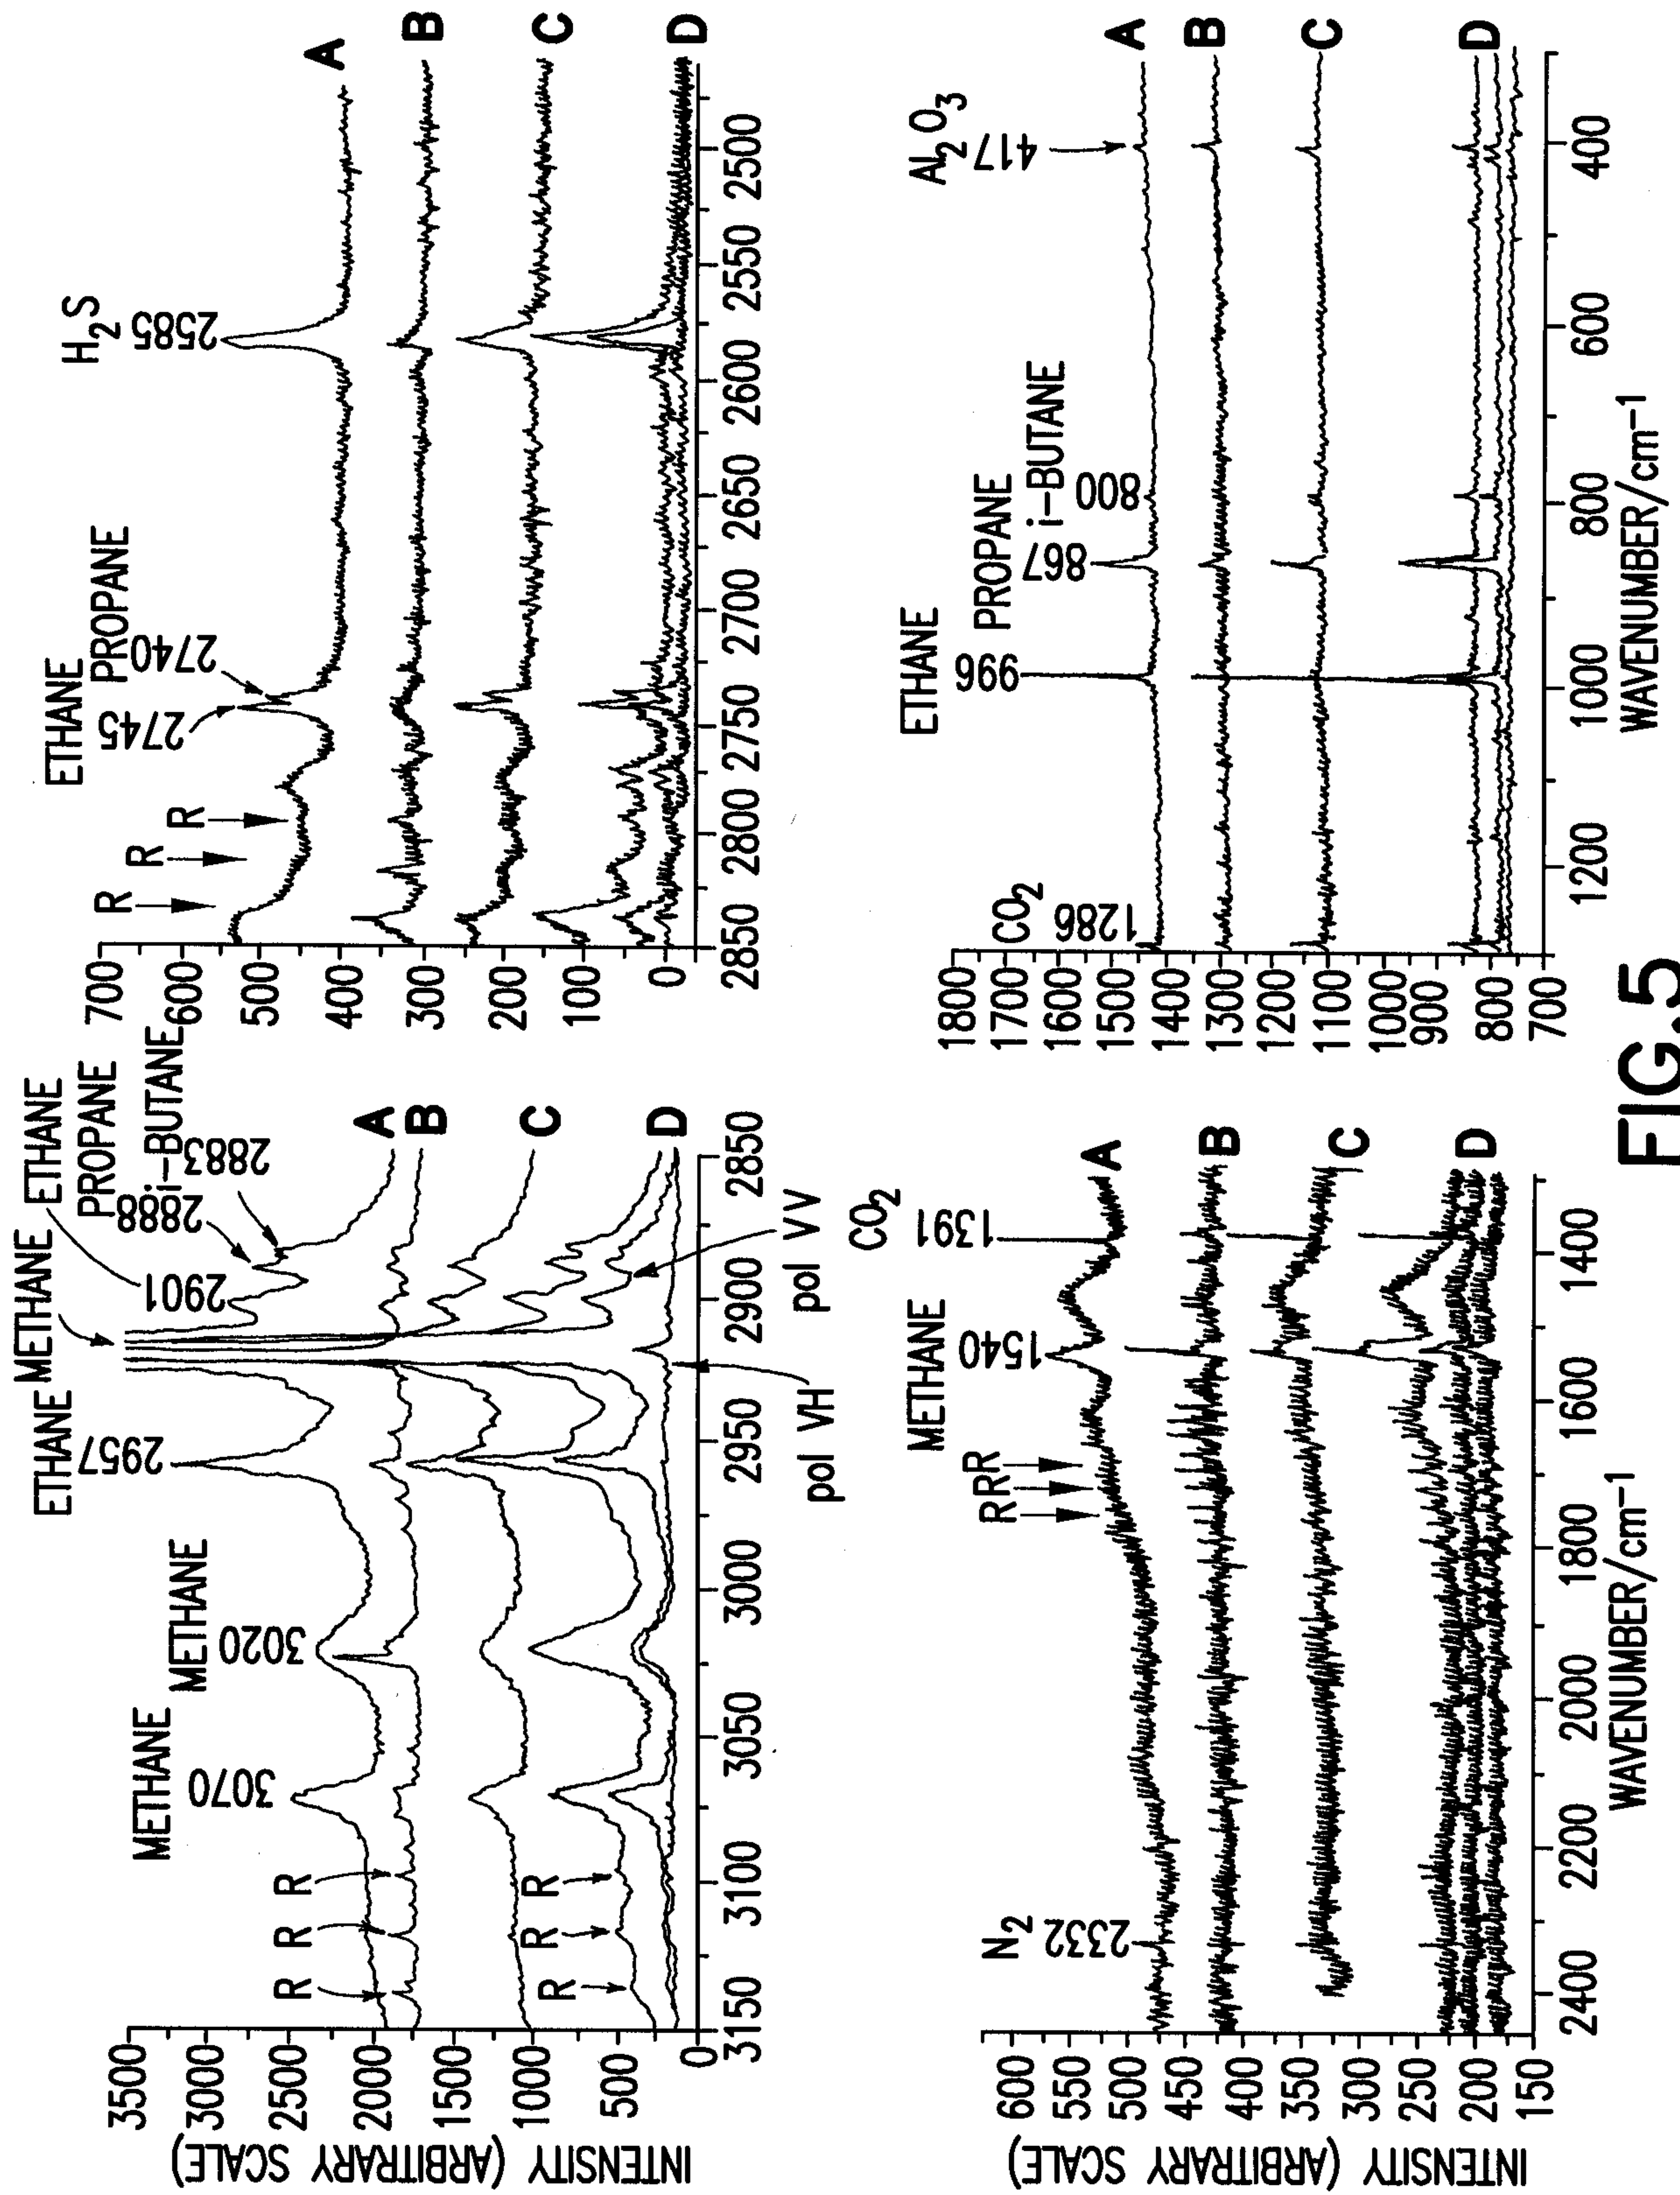 INTENSITY (ARBITRARY SCALE)
3500
3000
2500
2000
1500
1000
500
0
METHANE
3070
METHANE
3020
ETHANE
2957
METHANE
ETHANE
2901
PROPANE
2888
i-BUTANE
2883
R
R
R
R
R
R
A
B
C
D
pol VH
pol VV
3150
3100
3050
3000
2950
2900
2850
700
600
500
400
300
200
100
0
R
R
R
ETHANE
2745
PROPANE
2740
H2S
2585
A
B
C
D
2850
2800
2750
2700
2650
2600
2550
2500
INTENSITY (ARBITRARY SCALE)
600
550
500
450
400
350
300
250
200
150
N2
2332
R
R
R
METHANE
1540
CO2
1391
A
B
C
D
2400
2200
2000
1800
1600
1400
WAVENUMBER/cm-1
1800
1700
1600
1500
1400
1300
1200
1100
1000
900
800
700
CO2
1286
ETHANE
996
PROPANE
867
i-BUTANE
800
Al2O3
417
A
B
C
D
1200
1000
800
600
400
WAVENUMBER/cm-1
FIG.5